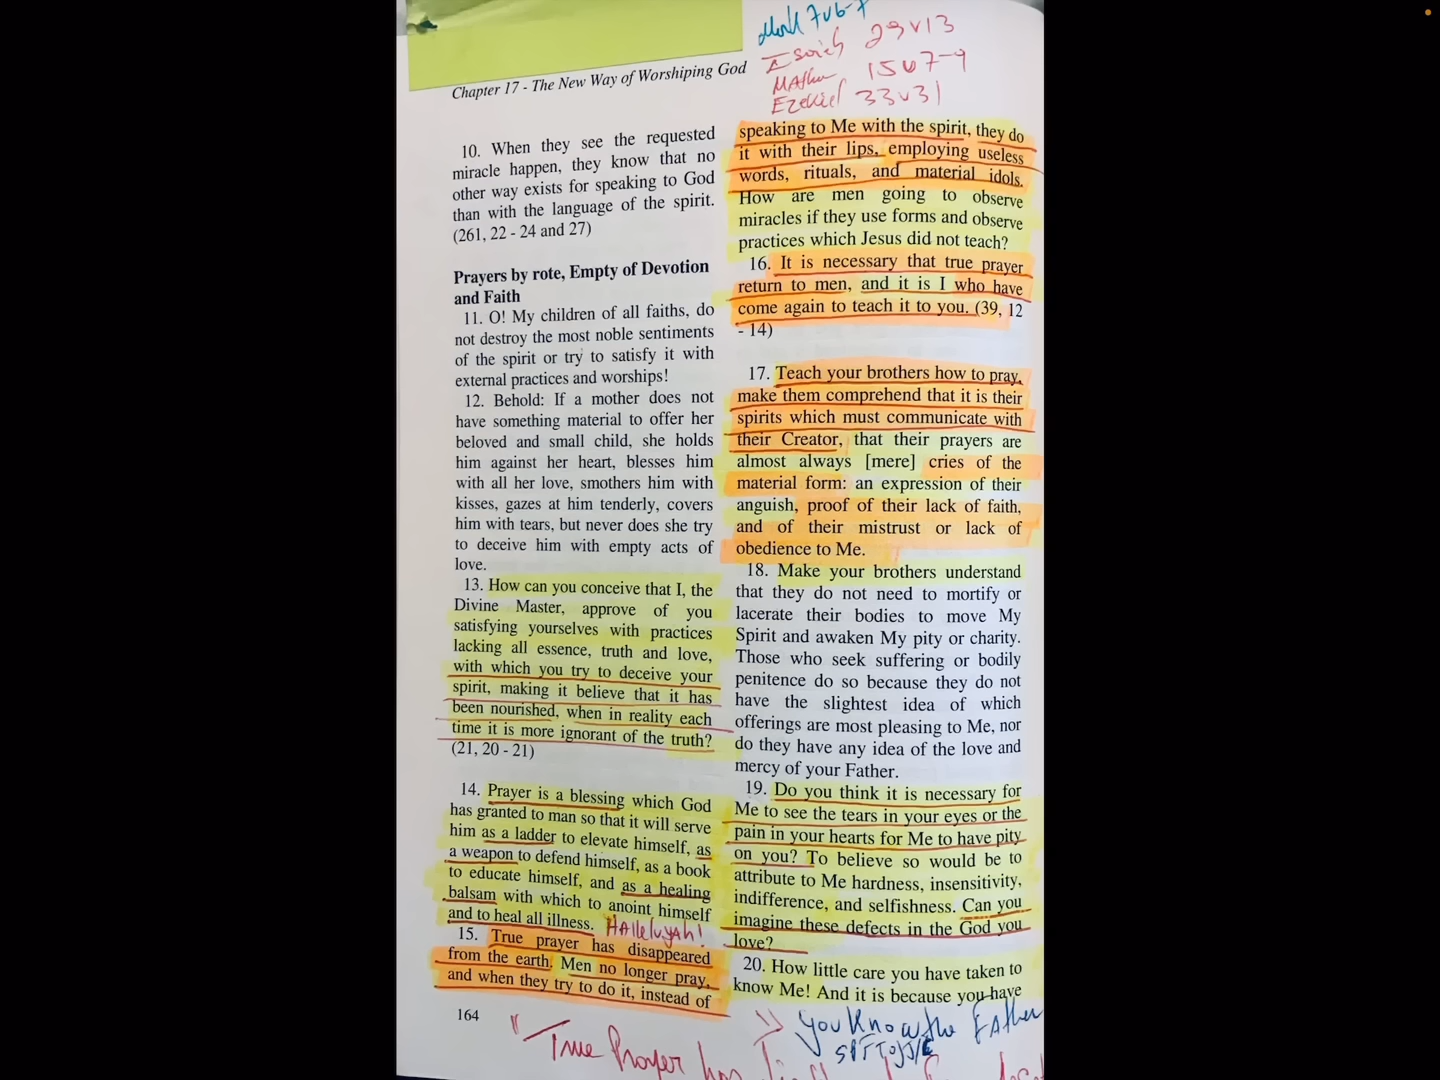 Mark 7v6-7
Isaiah 29v13
15v7-9
Ezekiel 33v31
Chapter 17 - The New Way of Worshiping God
10. When they see the requested
miracle happen, they know that no
other way exists for speaking to God
than with the language of the spirit.
(261, 22 - 24 and 27)
Prayers by rote, Empty of Devotion
and Faith
11. O! My children of all faiths, do
not destroy the most noble sentiments
of the spirit or try to satisfy it with
external practices and worships!
12. Behold: If a mother does not
have something material to offer her
beloved and small child, she holds
him against her heart, blesses him
with all her love, smothers him with
kisses, gazes at him tenderly, covers
him with tears, but never does she try
to deceive him with empty acts of
love.
13. How can you conceive that I, the
Divine Master, approve of you
satisfying yourselves with practices
lacking all essence, truth and love,
with which you try to deceive your
spirit, making it believe that it has
been nourished, when in reality each
time it is more ignorant of the truth?
(21, 20 - 21)
14. Prayer is a blessing which God
has granted to man so that it will serve
him as a ladder to elevate himself, as
a weapon to defend himself, as a book
to educate himself, and as a healing
balsam with which to anoint himself
and to heal all illness. Halleluyah!
15. True prayer has disappeared
from the earth. Men no longer pray,
and when they try to do it, instead of
speaking to Me with the spirit, they do
it with their lips, employing useless
words, rituals, and material idols.
How are men going to observe
miracles if they use forms and observe
practices which Jesus did not teach?
16. It is necessary that true prayer
return to men, and it is I who have
come again to teach it to you. (39, 12
- 14)
17. Teach your brothers how to pray,
make them comprehend that it is their
spirits which must communicate with
their Creator, that their prayers are
almost always [mere] cries of the
material form: an expression of their
anguish, proof of their lack of faith,
and of their mistrust or lack of
obedience to Me.
18. Make your brothers understand
that they do not need to mortify or
lacerate their bodies to move My
Spirit and awaken My pity or charity.
Those who seek suffering or bodily
penitence do so because they do not
have the slightest idea of which
offerings are most pleasing to Me, nor
do they have any idea of the love and
mercy of your Father.
19. Do you think it is necessary for
Me to see the tears in your eyes or the
pain in your hearts for Me to have pity
on you? To believe so would be to
attribute to Me hardness, insensitivity,
indifference, and selfishness. Can you
imagine these defects in the God you
love?
20. How little care you have taken to
know Me! And it is because you have
164
you know the Father
"True Prayer has